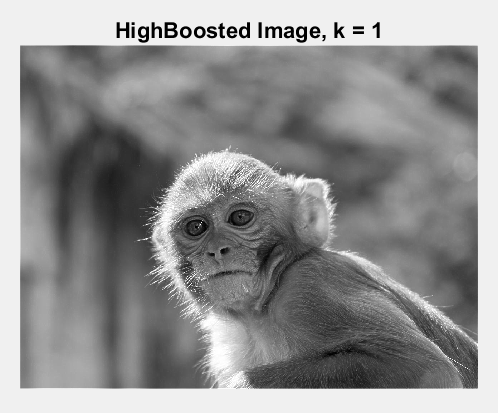 HighBoosted Image, k = 1